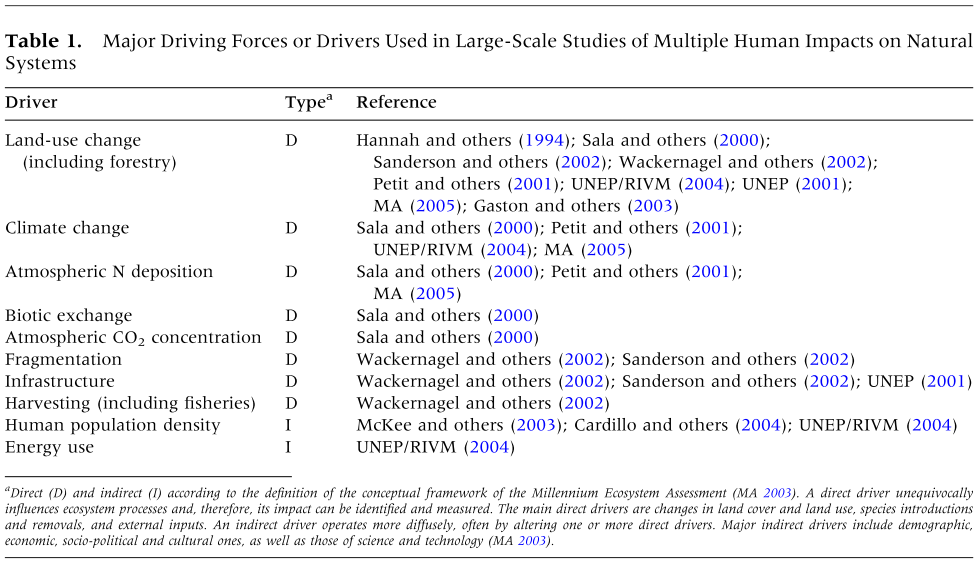 Table 1. Major Driving Forces or Drivers Used in Large-Scale Studies of Multiple Human Impacts on Natural
Systems
Driver Typeᵃ Reference
Land-use change D Hannah and others (1994); Sala and others (2000);
(including forestry) Sanderson and others (2002); Wackernagel and others (2002);
Petit and others (2001); UNEP/RIVM (2004); UNEP (2001);
MA (2005); Gaston and others (2003)
Climate change D Sala and others (2000); Petit and others (2001);
UNEP/RIVM (2004); MA (2005)
Atmospheric N deposition D Sala and others (2000); Petit and others (2001);
MA (2005)
Biotic exchange D Sala and others (2000)
Atmospheric CO₂ concentration D Sala and others (2000)
Fragmentation D Wackernagel and others (2002); Sanderson and others (2002)
Infrastructure D Wackernagel and others (2002); Sanderson and others (2002); UNEP (2001)
Harvesting (including fisheries) D Wackernagel and others (2002)
Human population density I McKee and others (2003); Cardillo and others (2004); UNEP/RIVM (2004)
Energy use I UNEP/RIVM (2004)
ᵃDirect (D) and indirect (I) according to the definition of the conceptual framework of the Millennium Ecosystem Assessment (MA 2003). A direct driver unequivocally
influences ecosystem processes and, therefore, its impact can be identified and measured. The main direct drivers are changes in land cover and land use, species introductions
and removals, and external inputs. An indirect driver operates more diffusely, often by altering one or more direct drivers. Major indirect drivers include demographic,
economic, socio-political and cultural ones, as well as those of science and technology (MA 2003).